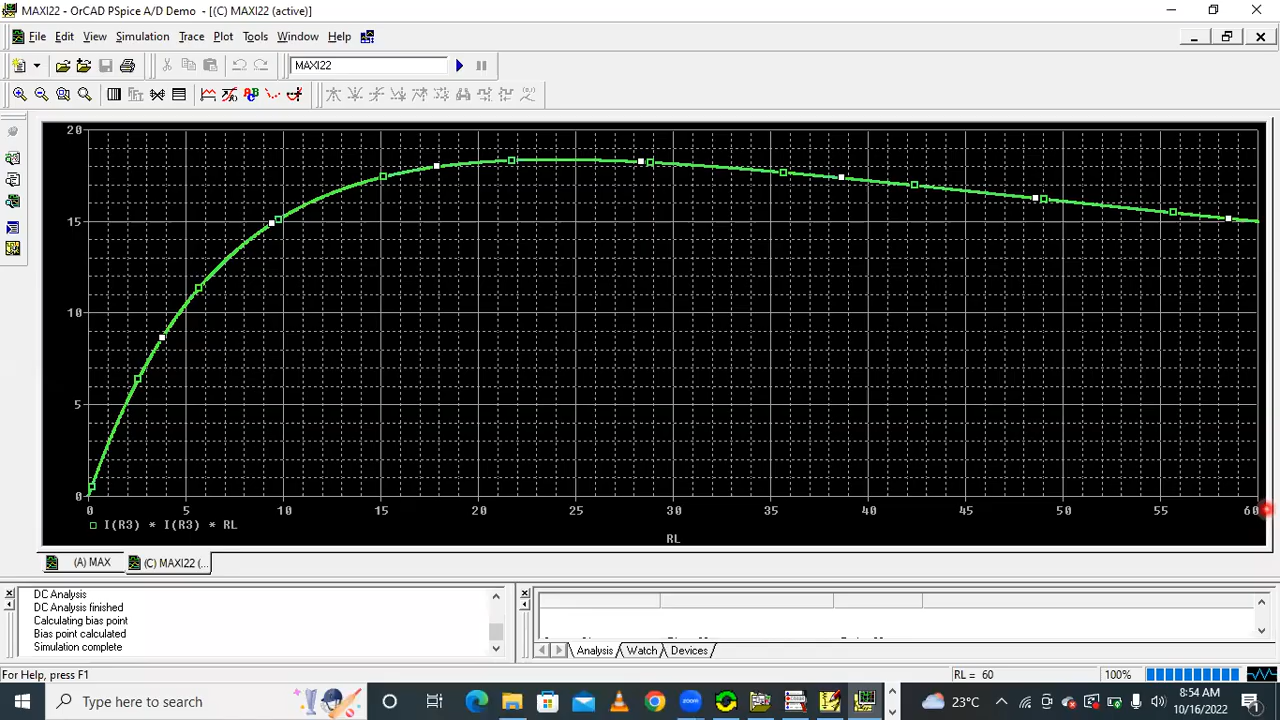 MAXI22 - OrCAD PSpice A/D Demo - [(C) MAXI22 (active)]
File Edit View Simulation Trace Plot Tools Window Help
MAXI22
20
15
10
5
0
0 5 10 15 20 25 30 35 40 45 50 55 60
I(R3) * I(R3) * RL
RL
(A) MAX
(C) MAXI22 (...
DC Analysis
DC Analysis finished
Calculating bias point
Bias point calculated
Simulation complete
Analysis Watch Devices
For Help, press F1
RL = 60
100%
Type here to search
zoom
23°C
8:54 AM
10/16/2022
1